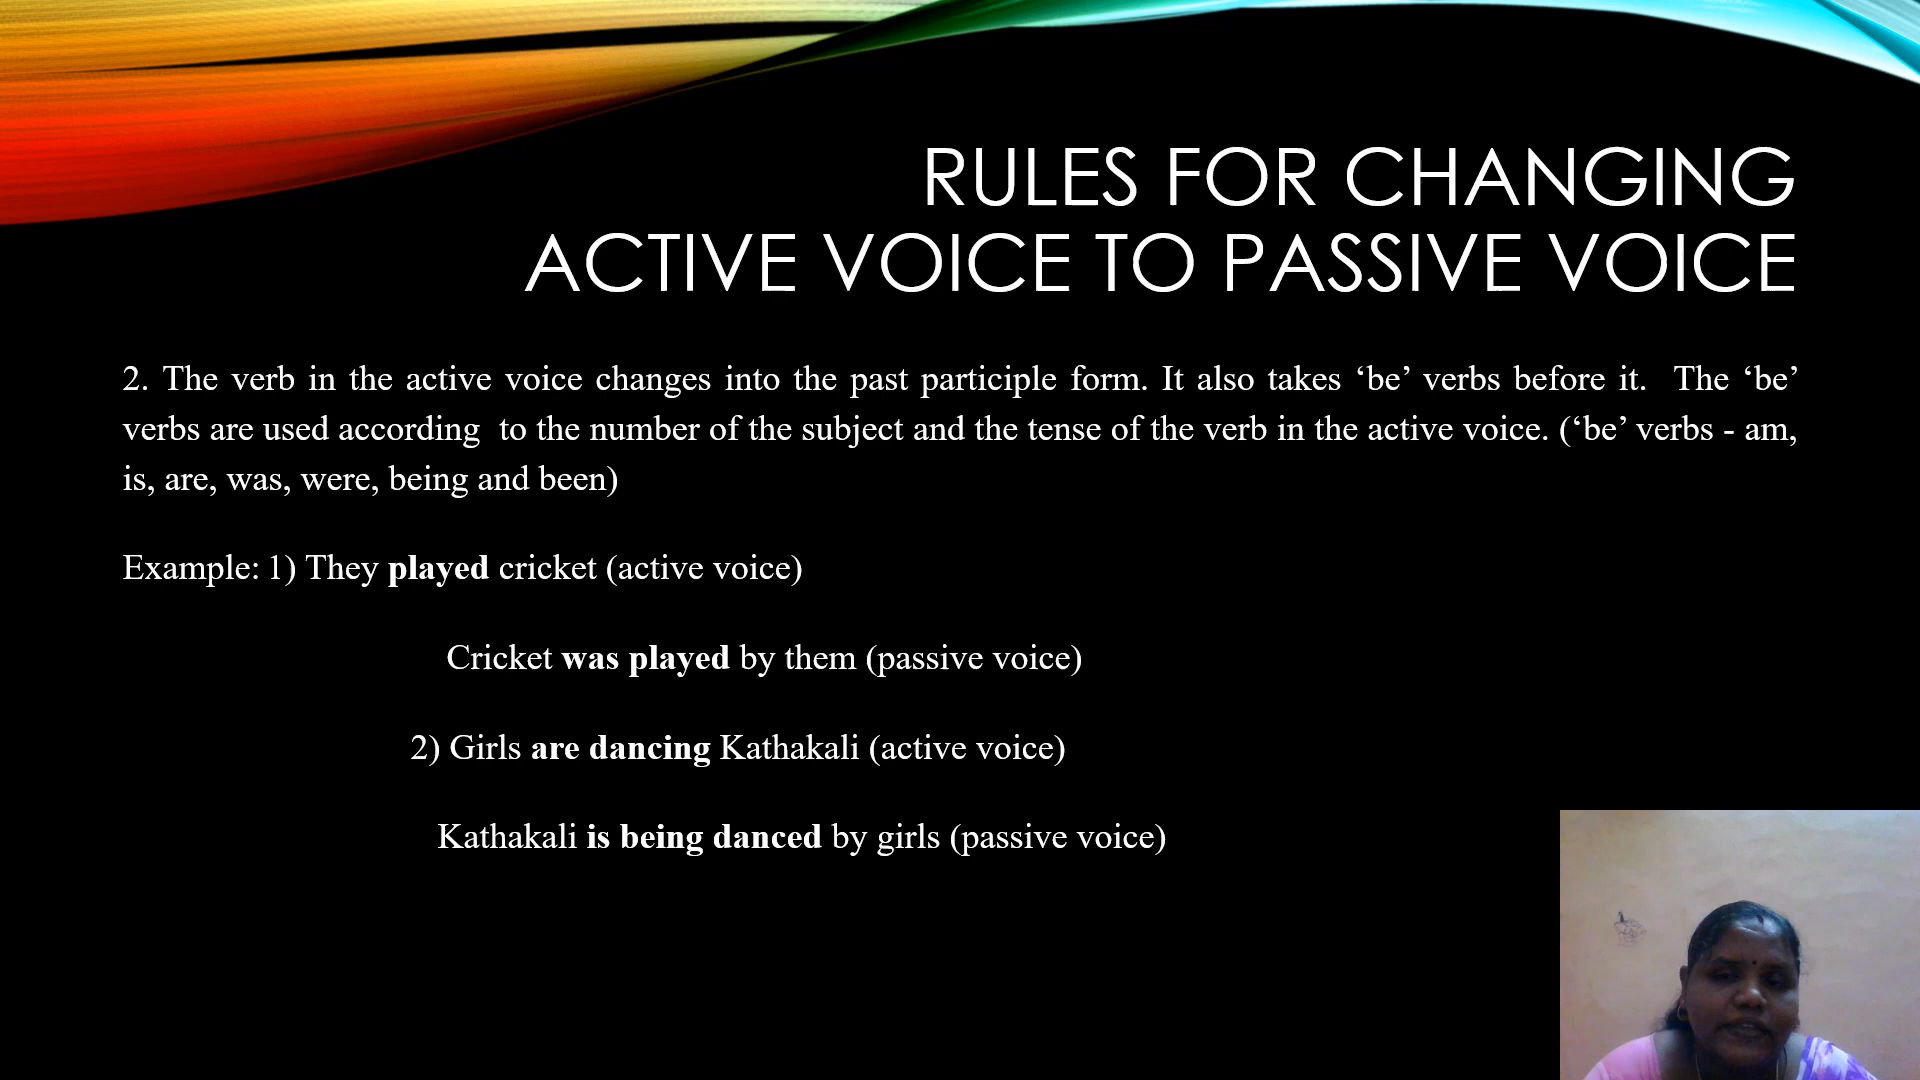 RULES FOR CHANGING
ACTIVE VOICE TO PASSIVE VOICE
2. The verb in the active voice changes into the past participle form. It also takes ‘be’ verbs before it.  The ‘be’
verbs are used according  to the number of the subject and the tense of the verb in the active voice. (‘be’ verbs - am,
is, are, was, were, being and been)
Example: 1) They played cricket (active voice)
Cricket was played by them (passive voice)
2) Girls are dancing Kathakali (active voice)
Kathakali is being danced by girls (passive voice)